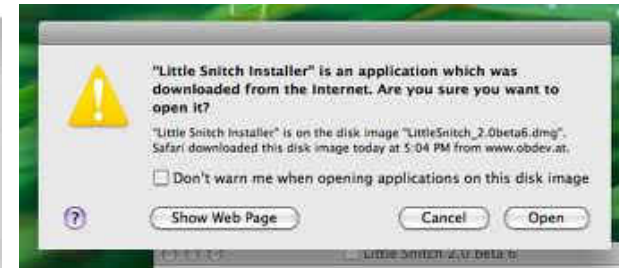 "Little Snitch Installer" is an application which was
downloaded from the Internet. Are you sure you want to
open it?
"Little Snitch Installer" is on the disk image "LittleSnitch_2.0beta6.dmg".
Safari downloaded this disk image today at 5:04 PM from www.obdev.at.
Don't warn me when opening applications on this disk image
?
Show Web Page
Cancel
Open
Little Snitch 2.0 beta 6